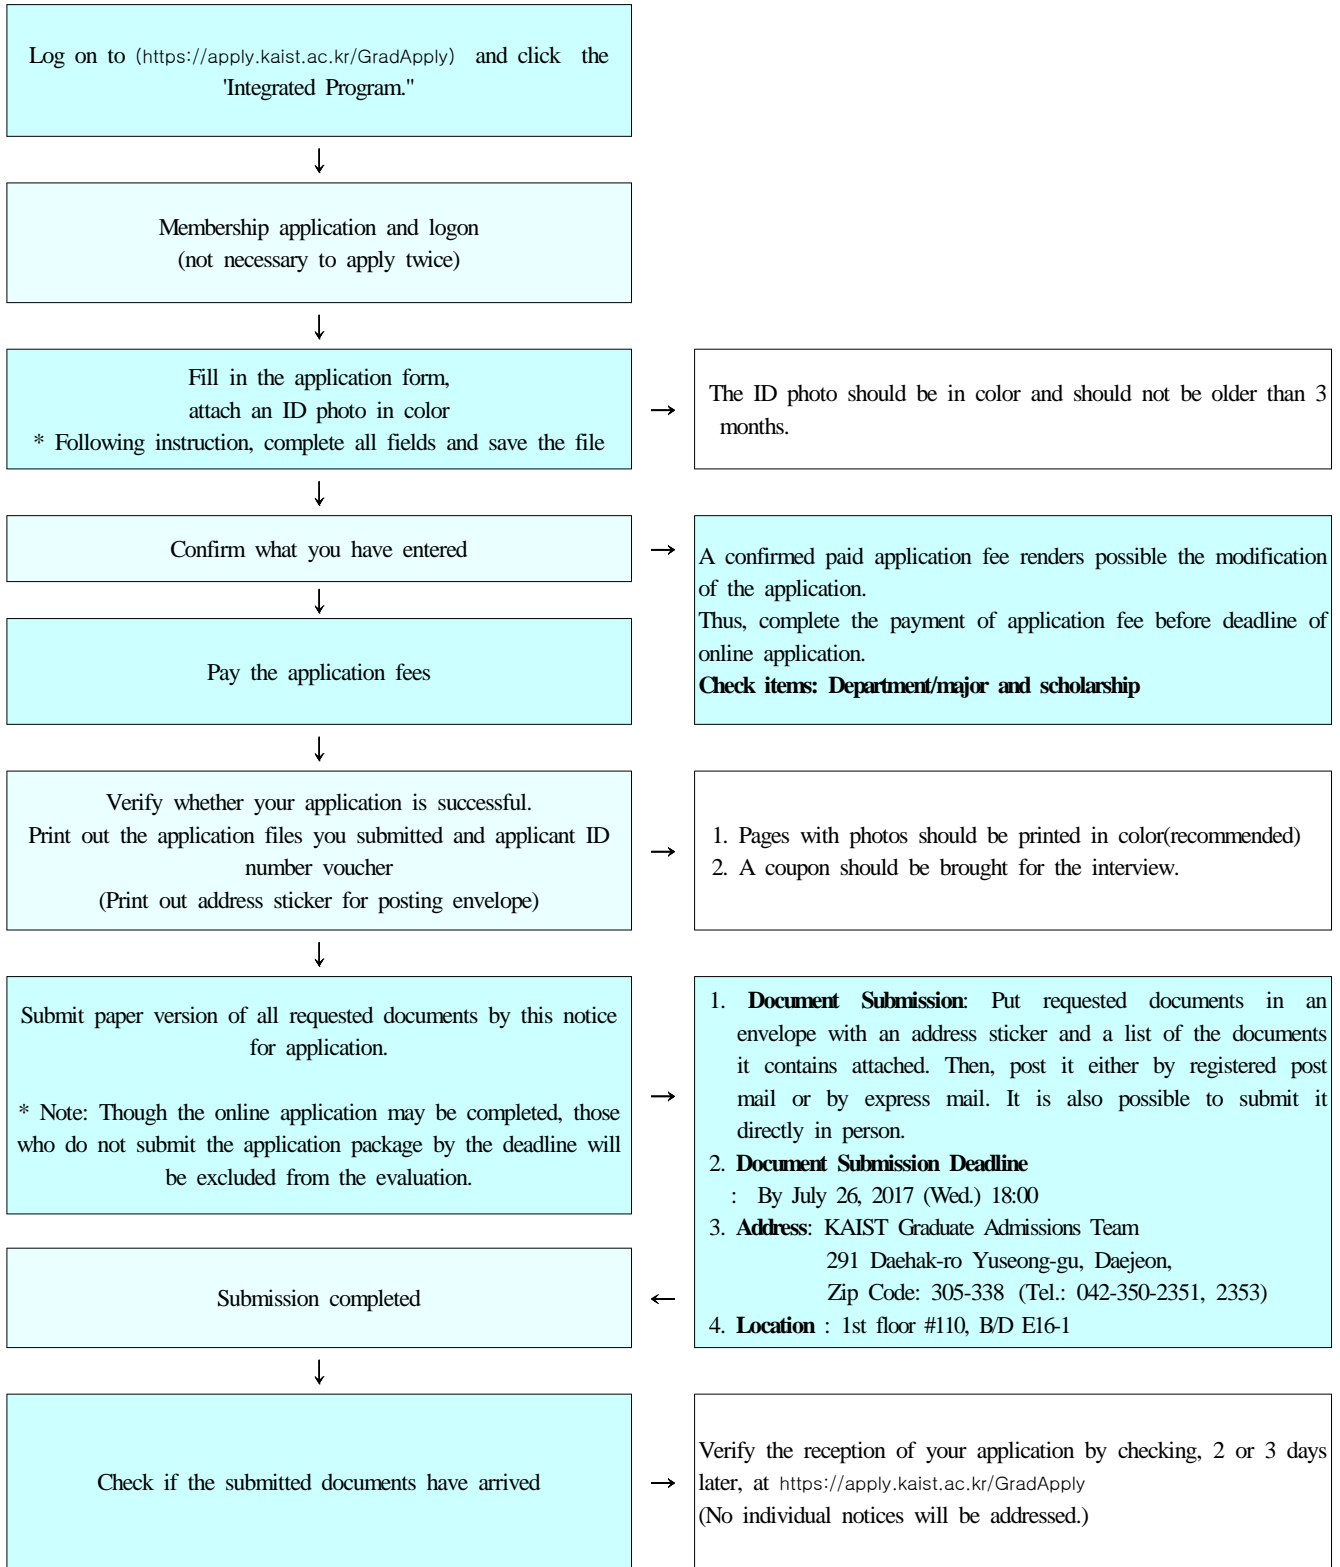 Log on to (https://apply.kaist.ac.kr/GradApply) and click the
'Integrated Program."
↓
Membership application and logon
(not necessary to apply twice)
↓
Fill in the application form,
attach an ID photo in color
* Following instruction, complete all fields and save the file
→
The ID photo should be in color and should not be older than 3
months.
↓
Confirm what you have entered
→
↓
Pay the application fees
A confirmed paid application fee renders possible the modification
of the application.
Thus, complete the payment of application fee before deadline of
online application.
Check items: Department/major and scholarship
↓
Verify whether your application is successful.
Print out the application files you submitted and applicant ID
number voucher
(Print out address sticker for posting envelope)
→
1. Pages with photos should be printed in color(recommended)
2. A coupon should be brought for the interview.
↓
Submit paper version of all requested documents by this notice
for application.
* Note: Though the online application may be completed, those
who do not submit the application package by the deadline will
be excluded from the evaluation.
→
1. Document Submission: Put requested documents in an
envelope with an address sticker and a list of the documents
it contains attached. Then, post it either by registered post
mail or by express mail. It is also possible to submit it
directly in person.
2. Document Submission Deadline
: By July 26, 2017 (Wed.) 18:00
3. Address: KAIST Graduate Admissions Team
291 Daehak-ro Yuseong-gu, Daejeon,
Zip Code: 305-338 (Tel.: 042-350-2351, 2353)
4. Location : 1st floor #110, B/D E16-1
←
Submission completed
↓
Check if the submitted documents have arrived
→
Verify the reception of your application by checking, 2 or 3 days
later, at https://apply.kaist.ac.kr/GradApply
(No individual notices will be addressed.)